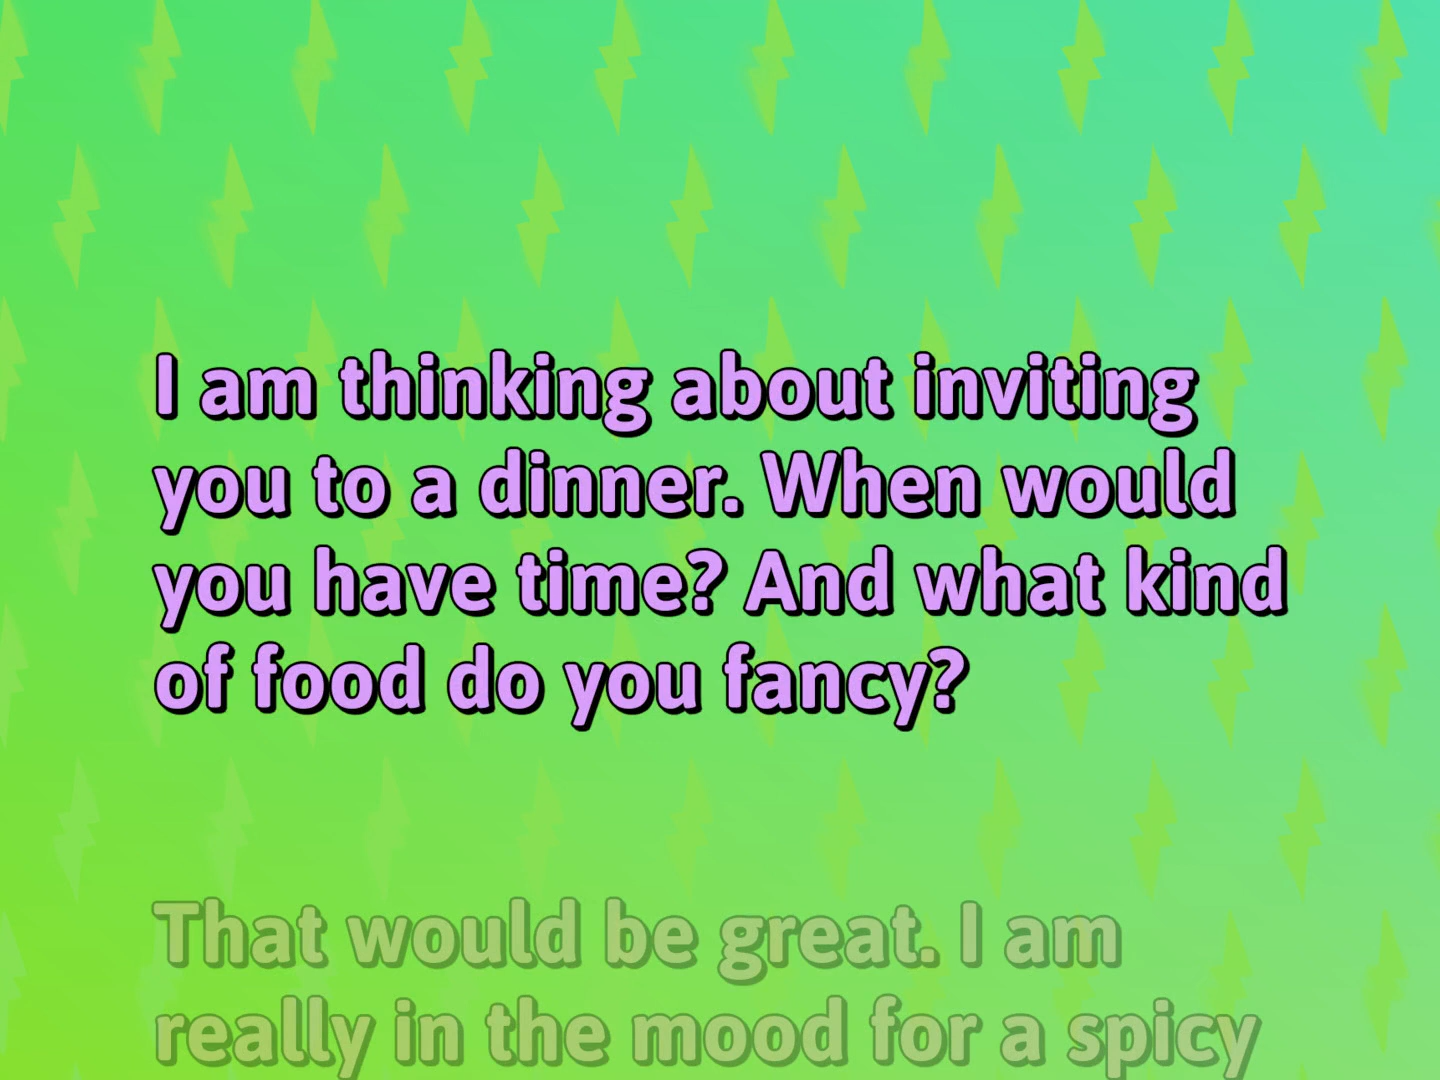 I am thinking about inviting
you to a dinner. When would
you have time? And what kind
of food do you fancy?
That would be great. I am
really in the mood for a spicy